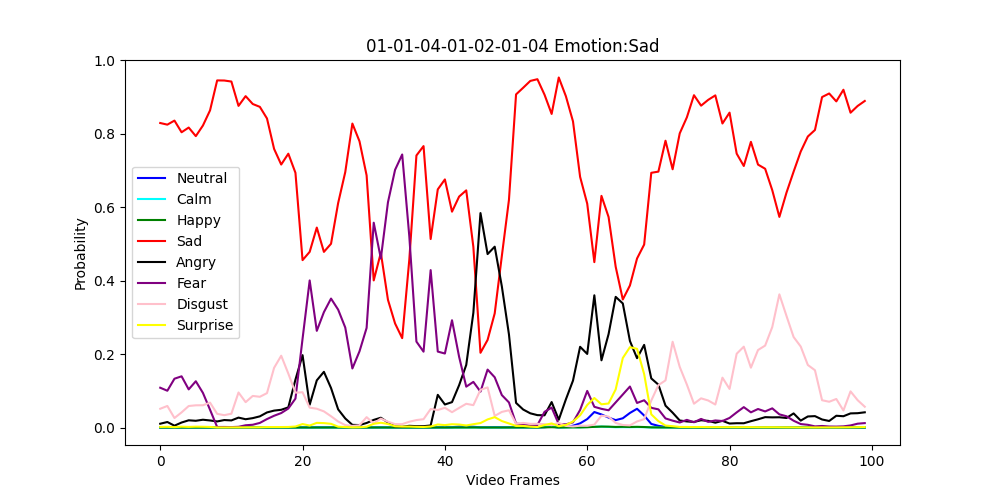 01-01-04-01-02-01-04 Emotion:Sad
1.0
0.8
0.6
0.4
0.2
0.0
Probability
Neutral
Calm
Happy
Sad
Angry
Fear
Disgust
Surprise
0 20 40 60 80 100
Video Frames